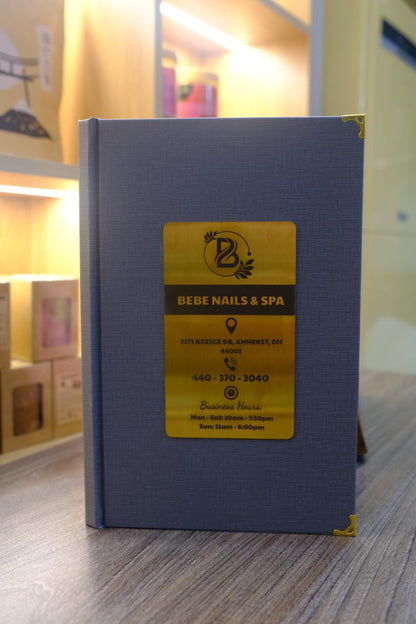 B
BEBE NAILS & SPA
2273 KRESGE DR, AMHERST, OH
44001
440 - 370 - 3040
Business Hours:
Mon - Sat: 10am - 7:30pm
Sun: 11am - 6:00pm